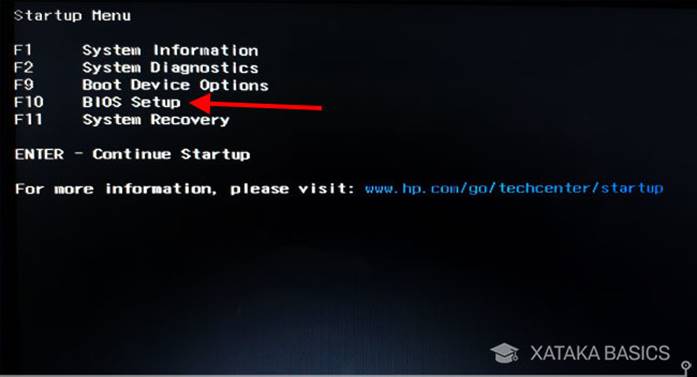 Startup Menu
F1 System Information
F2 System Diagnostics
F9 Boot Device Options
F10 BIOS Setup
F11 System Recovery
ENTER - Continue Startup
For more information, please visit: www.hp.com/go/techcenter/startup
XATAKA BASICS